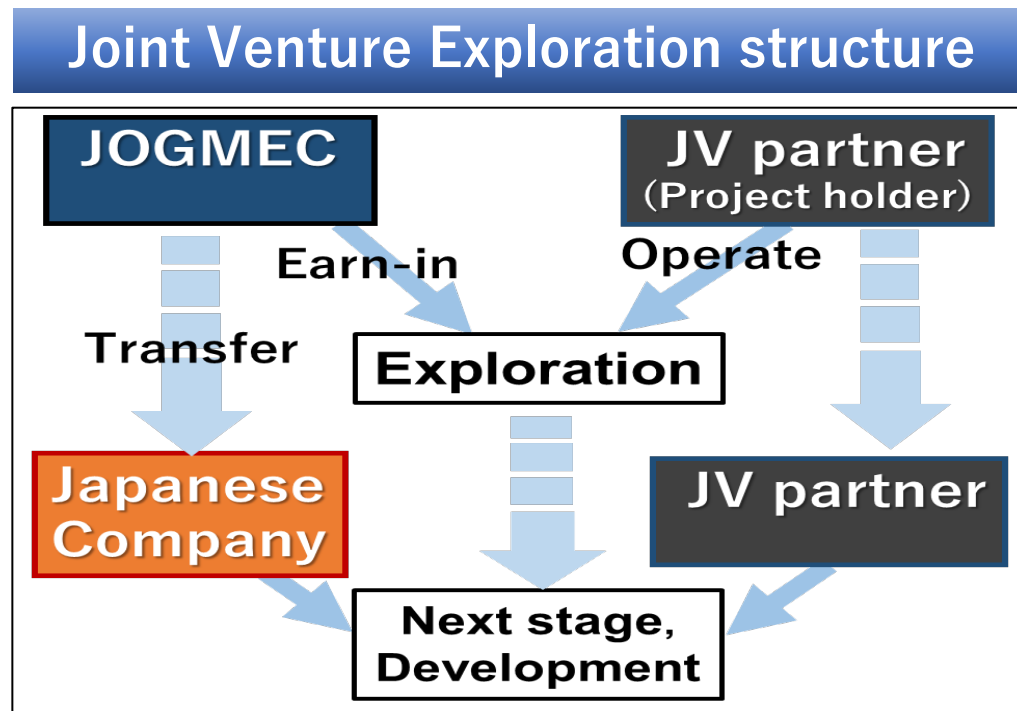 Joint Venture Exploration structure
JOGMEC
JV partner
(Project holder)
Earn-in
Operate
Transfer
Exploration
Japanese
Company
JV partner
Next stage,
Development